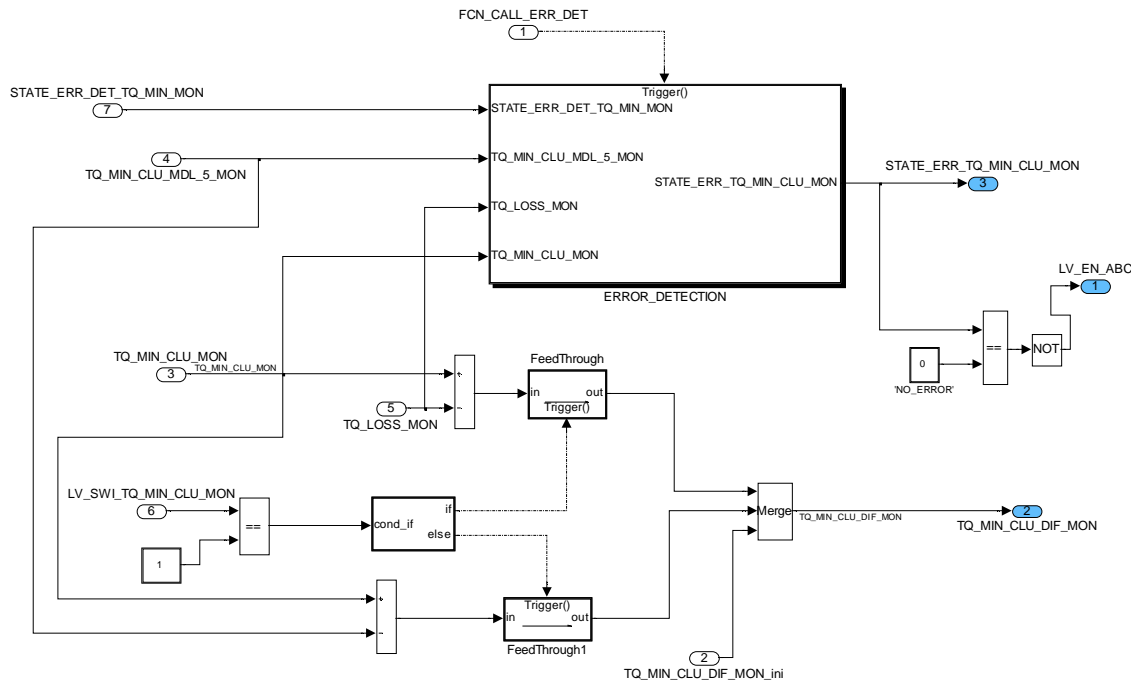 FCN_CALL_ERR_DET
1
Trigger()
STATE_ERR_DET_TQ_MIN_MON
7
STATE_ERR_DET_TQ_MIN_MON
4
TQ_MIN_CLU_MDL_5_MON
TQ_MIN_CLU_MDL_5_MON
STATE_ERR_TQ_MIN_CLU_MON
STATE_ERR_TQ_MIN_CLU_MON
3
TQ_LOSS_MON
TQ_MIN_CLU_MON
ERROR_DETECTION
LV_EN_ABC
1
==
NOT
0
'NO_ERROR'
TQ_MIN_CLU_MON
TQ_MIN_CLU_MON
3
+
-
5
TQ_LOSS_MON
FeedThrough
in
out
Trigger()
LV_SWI_TQ_MIN_CLU_MON
6
==
1
cond_if
if
else
Merge
TQ_MIN_CLU_DIF_MON
2
TQ_MIN_CLU_DIF_MON
+
-
Trigger()
in
out
FeedThrough1
2
TQ_MIN_CLU_DIF_MON_ini